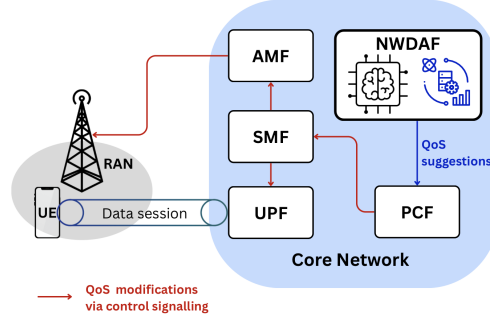 AMF
NWDAF
SMF
QoS
suggestions
RAN
UE
Data session
UPF
PCF
Core Network
QoS modifications
via control signalling